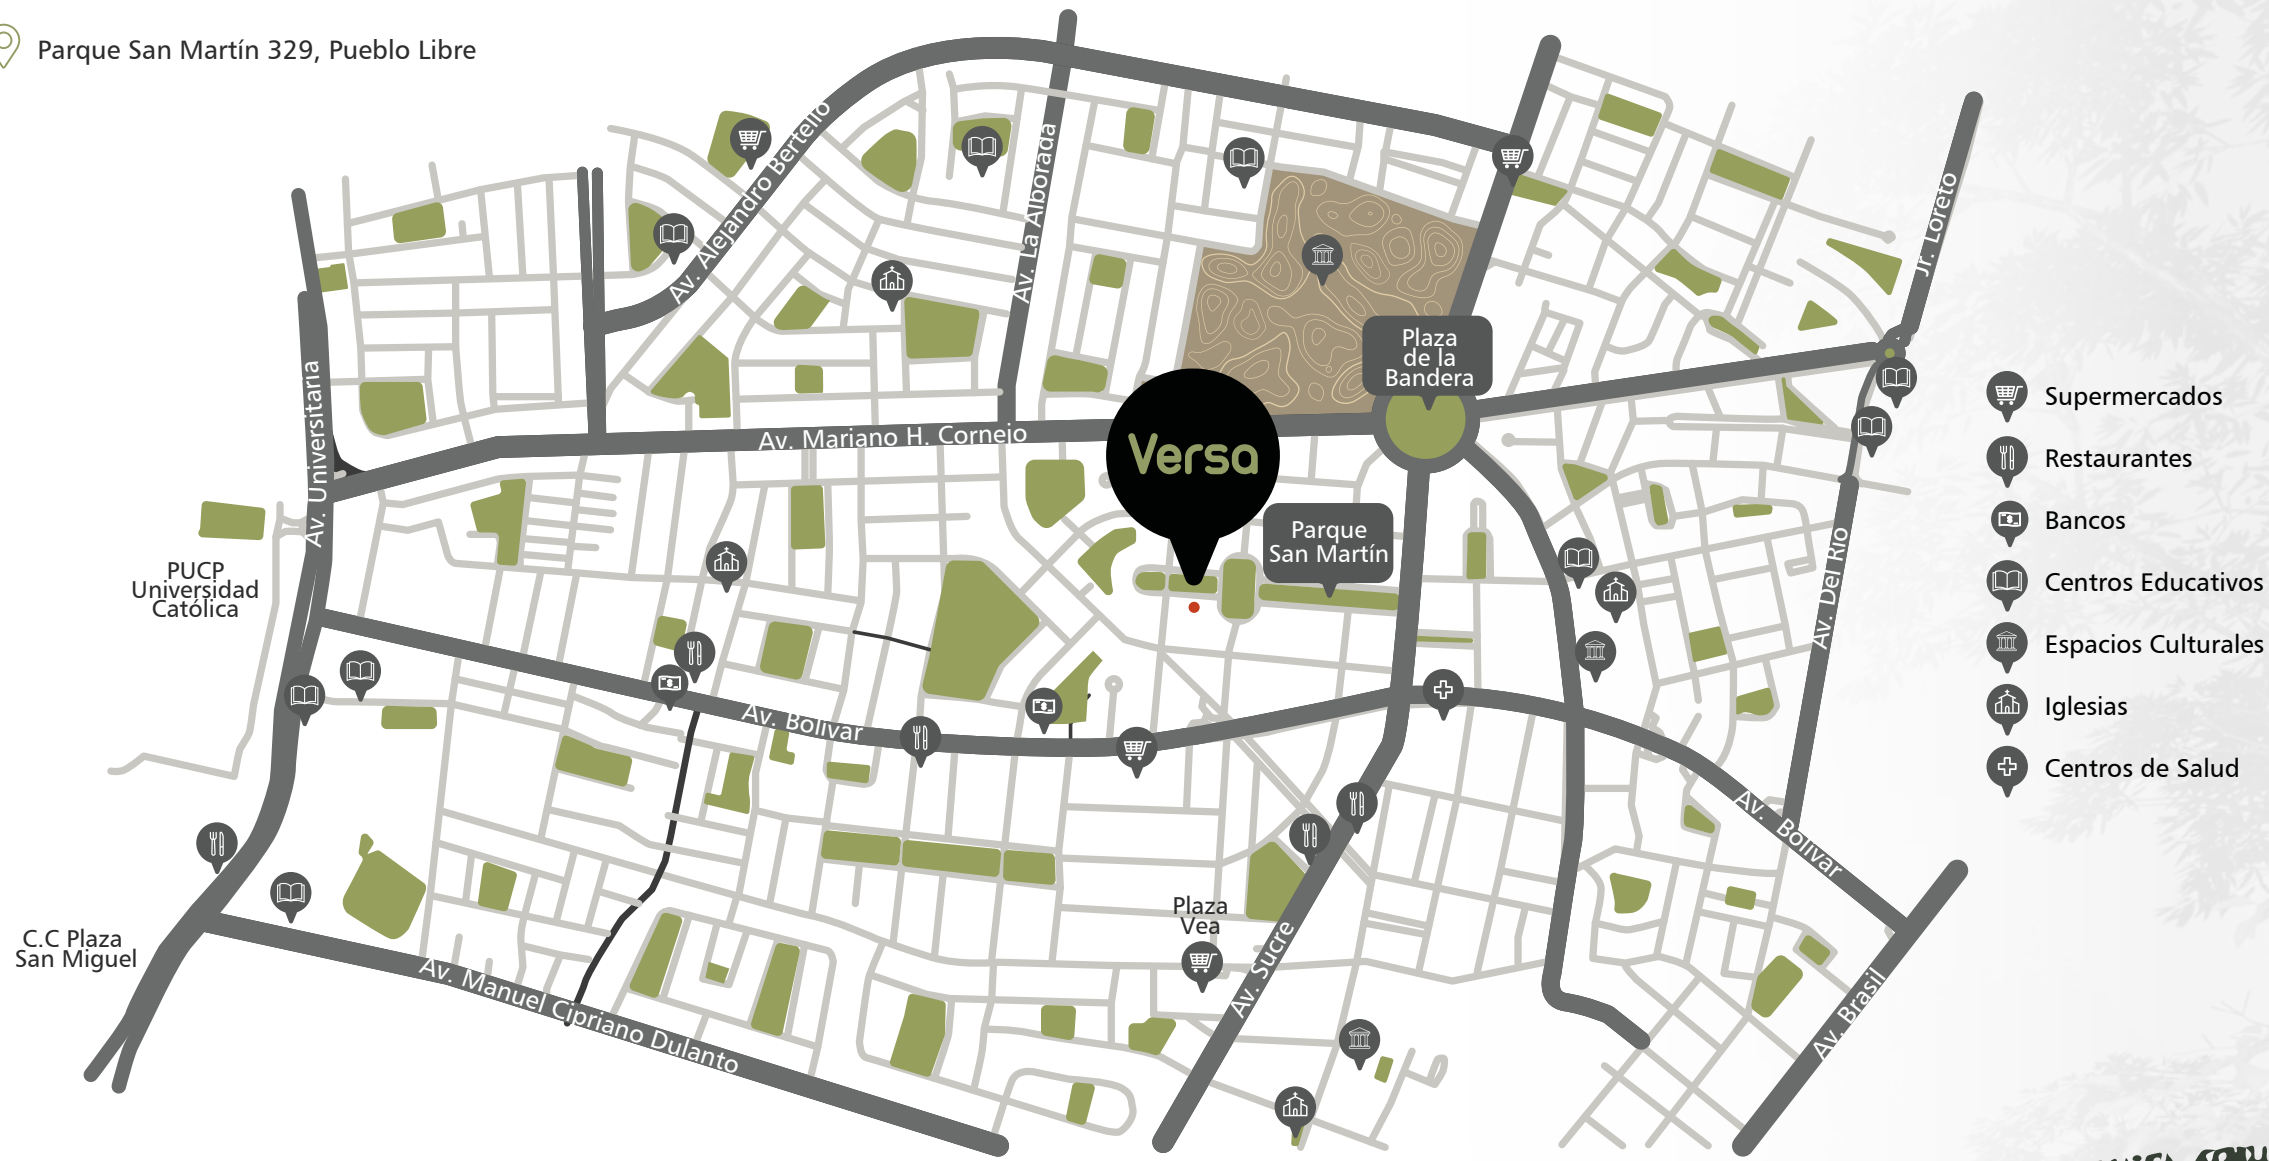 Parque San Martín 329, Pueblo Libre
Av. Alejandro Bertello
Av. La Alborada
Jr. Loreto
Plaza
de la
Bandera
Av. Universitaria
Av. Mariano H. Cornejo
Versa
Parque
San Martín
PUCP
Universidad
Católica
Av. Del Rio
Av. Bolivar
Av. Bolivar
Plaza
Vea
C.C Plaza
San Miguel
Av. Sucre
Av. Manuel Cipriano Dulanto
Av. Brasil
Supermercados
Restaurantes
Bancos
Centros Educativos
Espacios Culturales
Iglesias
Centros de Salud